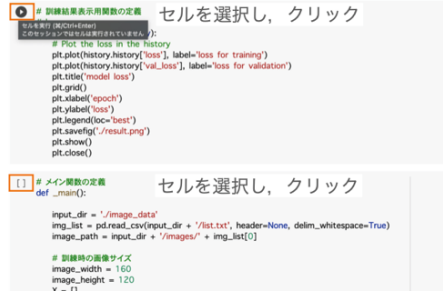 # 訓練結果表示用関数の定義
セルを選択し，クリック
セルを実行 (⌘/Ctrl+Enter)
このセッションではセルは実行されていません
y):
# Plot the loss in the history
plt.plot(history.history['loss'], label='loss for training')
plt.plot(history.history['val_loss'], label='loss for validation')
plt.title('model loss')
plt.grid()
plt.xlabel('epoch')
plt.ylabel('loss')
plt.legend(loc='best')
plt.savefig('./result.png')
plt.show()
plt.close()
[ ] # メイン関数の定義
セルを選択し，クリック
def _main():
input_dir = './image_data'
img_list = pd.read_csv(input_dir + '/list.txt', header=None, delim_whitespace=True)
image_path = input_dir + '/images/' + img_list[0]
# 訓練時の画像サイズ
image_width = 160
image_height = 120
X = []